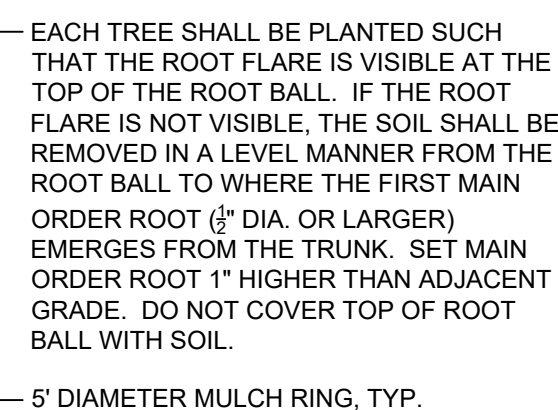 EACH TREE SHALL BE PLANTED SUCH
THAT THE ROOT FLARE IS VISIBLE AT THE
TOP OF THE ROOT BALL. IF THE ROOT
FLARE IS NOT VISIBLE, THE SOIL SHALL BE
REMOVED IN A LEVEL MANNER FROM THE
ROOT BALL TO WHERE THE FIRST MAIN
ORDER ROOT (1/2" DIA. OR LARGER)
EMERGES FROM THE TRUNK. SET MAIN
ORDER ROOT 1" HIGHER THAN ADJACENT
GRADE. DO NOT COVER TOP OF ROOT
BALL WITH SOIL.
5' DIAMETER MULCH RING, TYP.